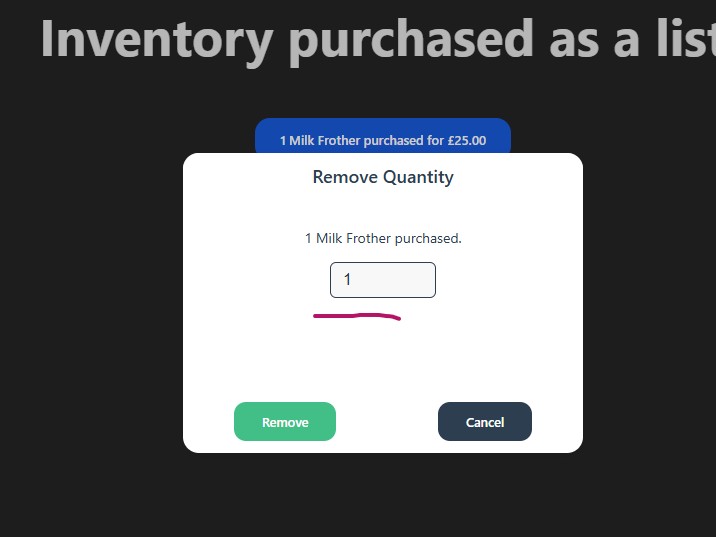 Inventory purchased as a list
1 Milk Frother purchased for £25.00
Remove Quantity
1 Milk Frother purchased.
1
Remove
Cancel